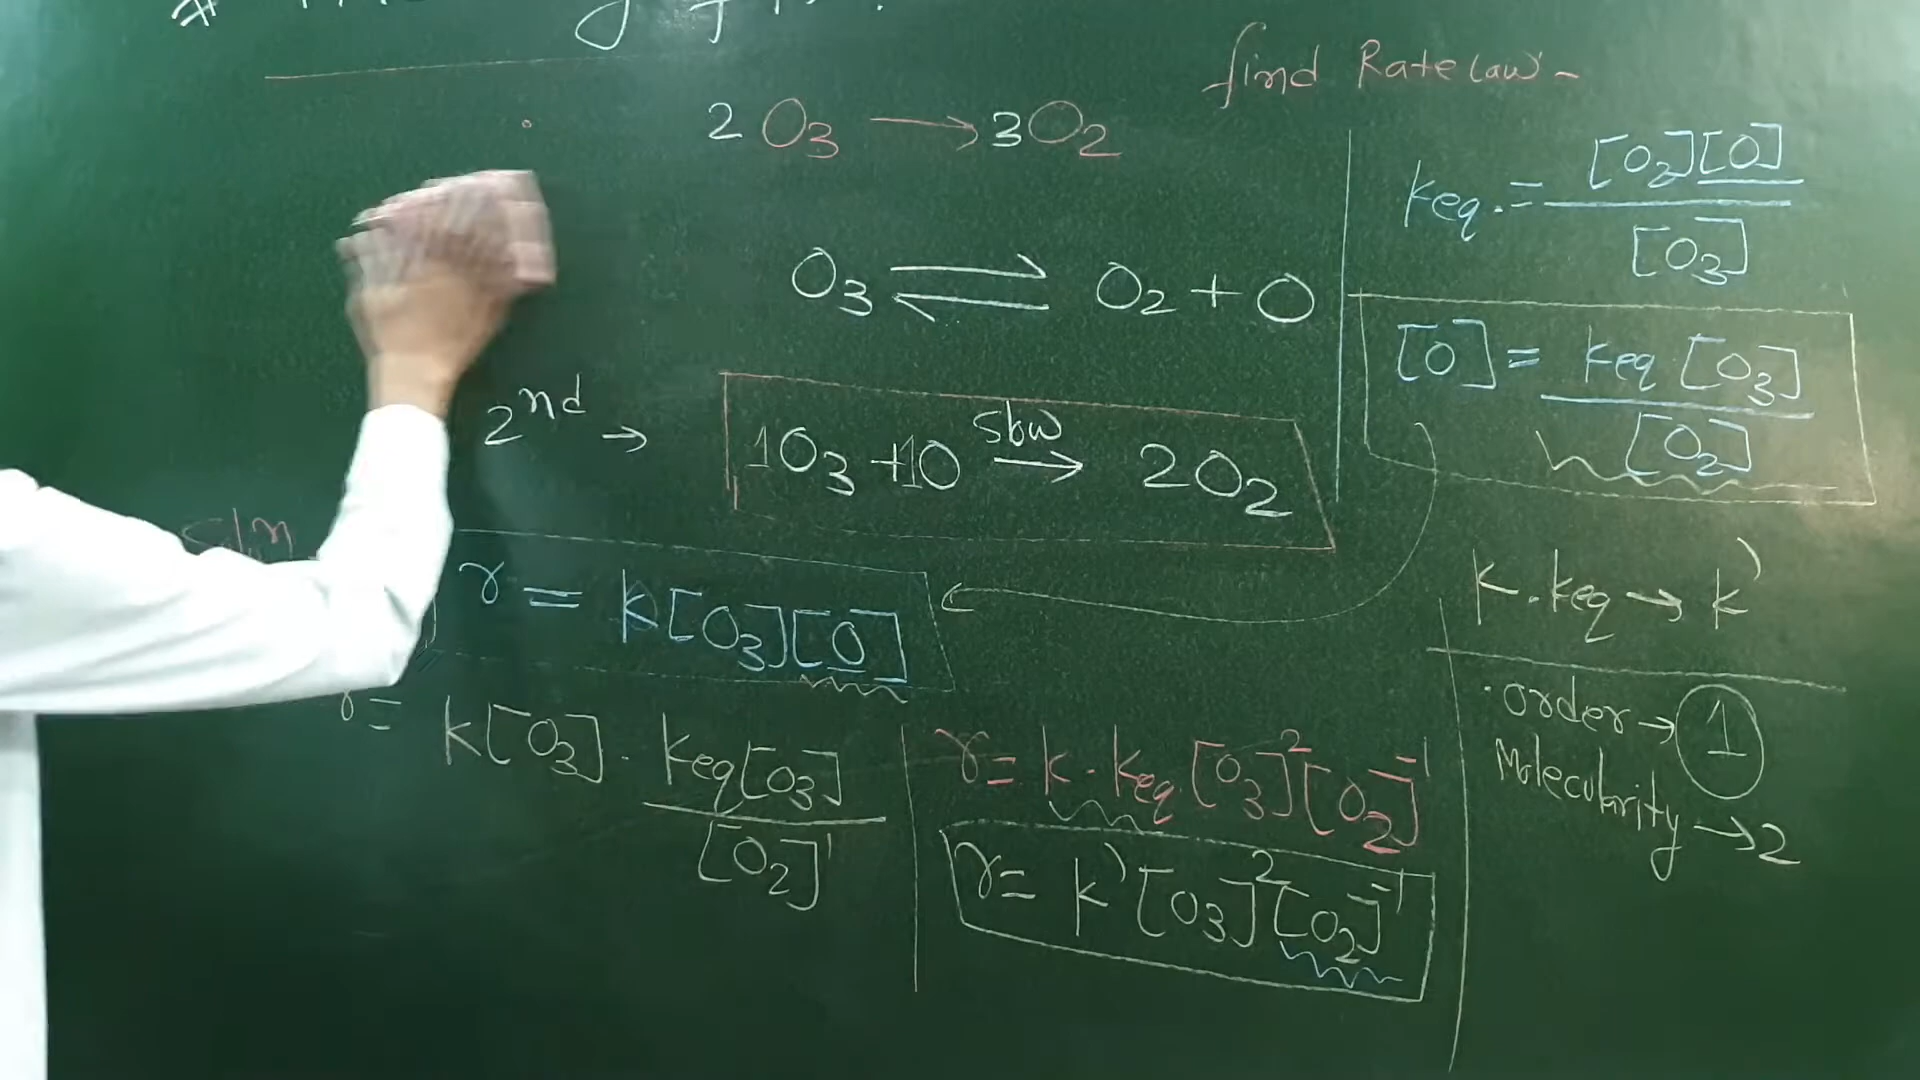 find Rate law -
2 O₃ ⟶ 3O₂
O₃ ⇌ O₂ + O
2nd → 1O₃ + 1O slow→ 2O₂
Soln
r = k[O₃][O]
r = k[O₃] . keq[O₃] / [O₂]¹
r = k . keq [O₃]² [O₂]⁻¹
r = k' [O₃]² [O₂]⁻¹
keq. = [O₂][O] / [O₃]
[O] = keq [O₃] / [O₂]
k . keq → k'
order → 1
Molecularity → 2